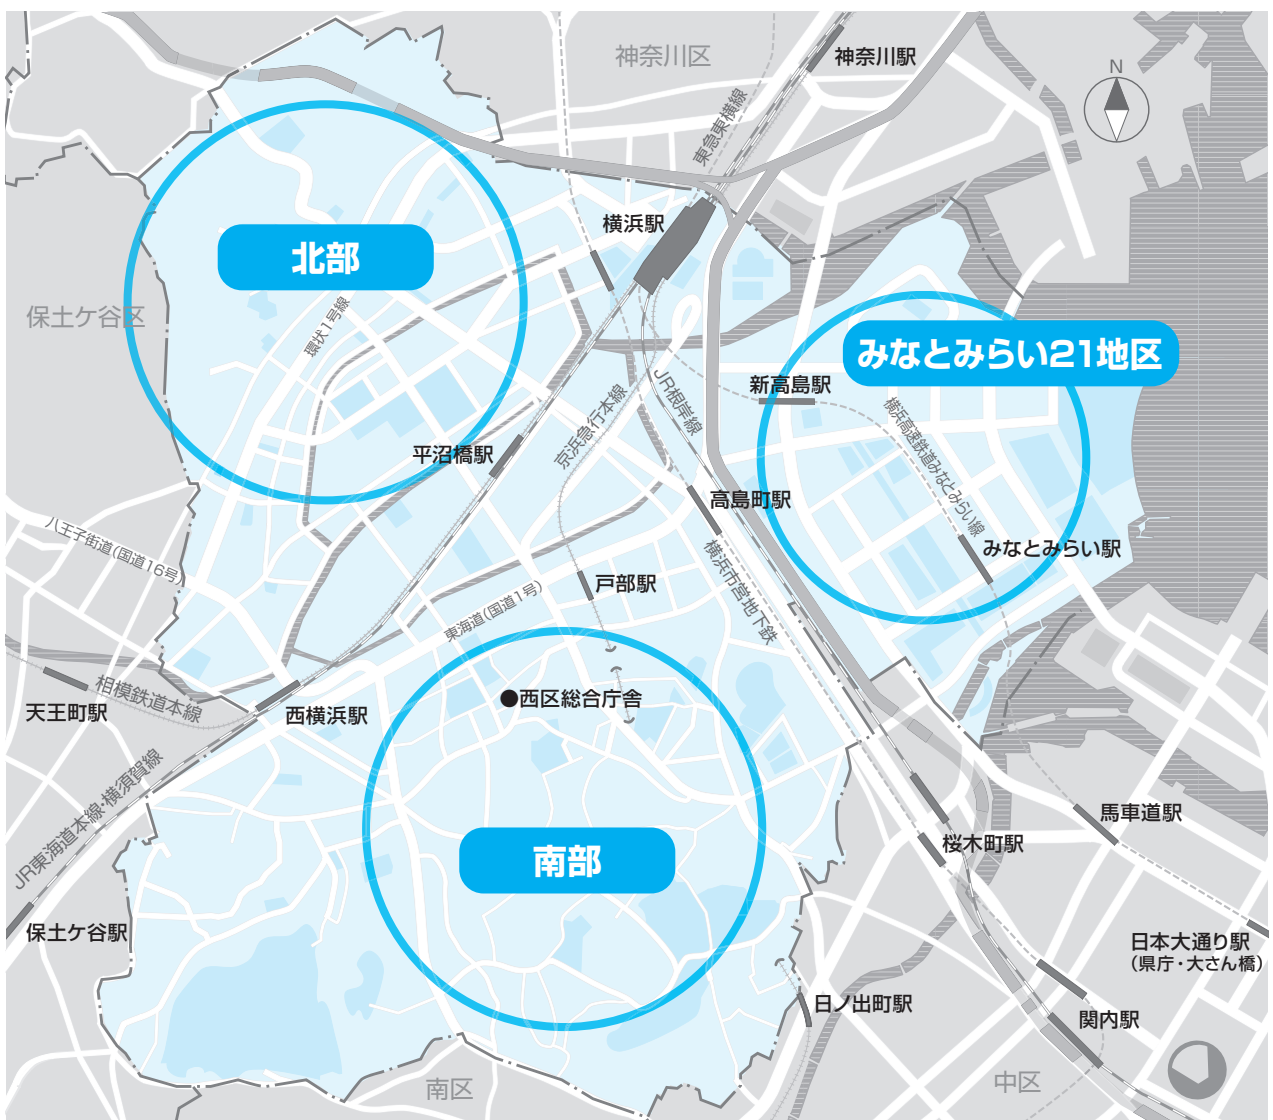 神奈川区
神奈川駅
N
東急東横線
横浜駅
北部
保土ケ谷区
環状1号線
みなとみらい21地区
新高島駅
JR根岸線
京浜急行本線
横浜高速鉄道みなとみらい線
平沼橋駅
高島町駅
みなとみらい駅
八王子街道(国道16号)
横浜市営地下鉄
戸部駅
東海道(国道1号)
●西区総合庁舎
相模鉄道本線
天王町駅
西横浜駅
JR東海道本線・横須賀線
馬車道駅
桜木町駅
南部
保土ケ谷駅
日本大通り駅
(県庁・大さん橋)
日ノ出町駅
関内駅
南区
中区